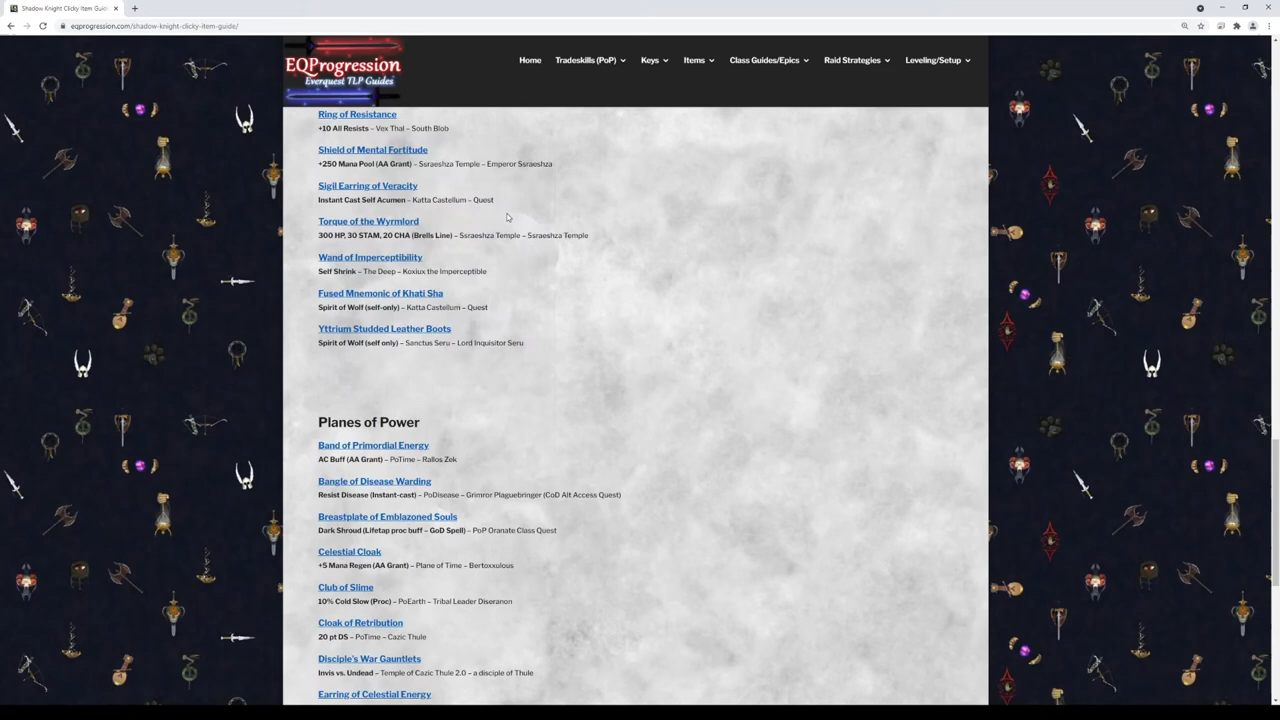 Shadow Knight Clicky Item Guide
eqprogression.com/shadow-knight-clicky-item-guide/
EQProgression
Everquest TLP Guides
Home Tradeskills (PoP) Keys Items Class Guides/Epics Raid Strategies Leveling/Setup
Ring of Resistance
+10 All Resists – Vex Thal – South Blob
Shield of Mental Fortitude
+250 Mana Pool (AA Grant) – Ssraeshza Temple – Emperor Ssraeshza
Sigil Earring of Veracity
Instant Cast Self Acumen – Katta Castellum – Quest
Torque of the Wyrmlord
300 HP, 30 STAM, 20 CHA (Brells Line) – Ssraeshza Temple – Ssraeshza Temple
Wand of Imperceptibility
Self Shrink – The Deep – Koxiux the Imperceptible
Fused Mnemonic of Khati Sha
Spirit of Wolf (self-only) – Katta Castellum – Quest
Yttrium Studded Leather Boots
Spirit of Wolf (self only) – Sanctus Seru – Lord Inquisitor Seru
Planes of Power
Band of Primordial Energy
AC Buff (AA Grant) – PoTime – Rallos Zek
Bangle of Disease Warding
Resist Disease (Instant-cast) – PoDisease – Grimror Plaguebringer (CoD Alt Access Quest)
Breastplate of Emblazoned Souls
Dark Shroud (Lifetap proc buff – GoD Spell) – PoP Oranate Class Quest
Celestial Cloak
+5 Mana Regen (AA Grant) – Plane of Time – Bertoxxulous
Club of Slime
10% Cold Slow (Proc) – PoEarth – Tribal Leader Diseranon
Cloak of Retribution
20 pt DS – PoTime – Cazic Thule
Disciple's War Gauntlets
Invis vs. Undead – Temple of Cazic Thule 2.0 – a disciple of Thule
Earring of Celestial Energy